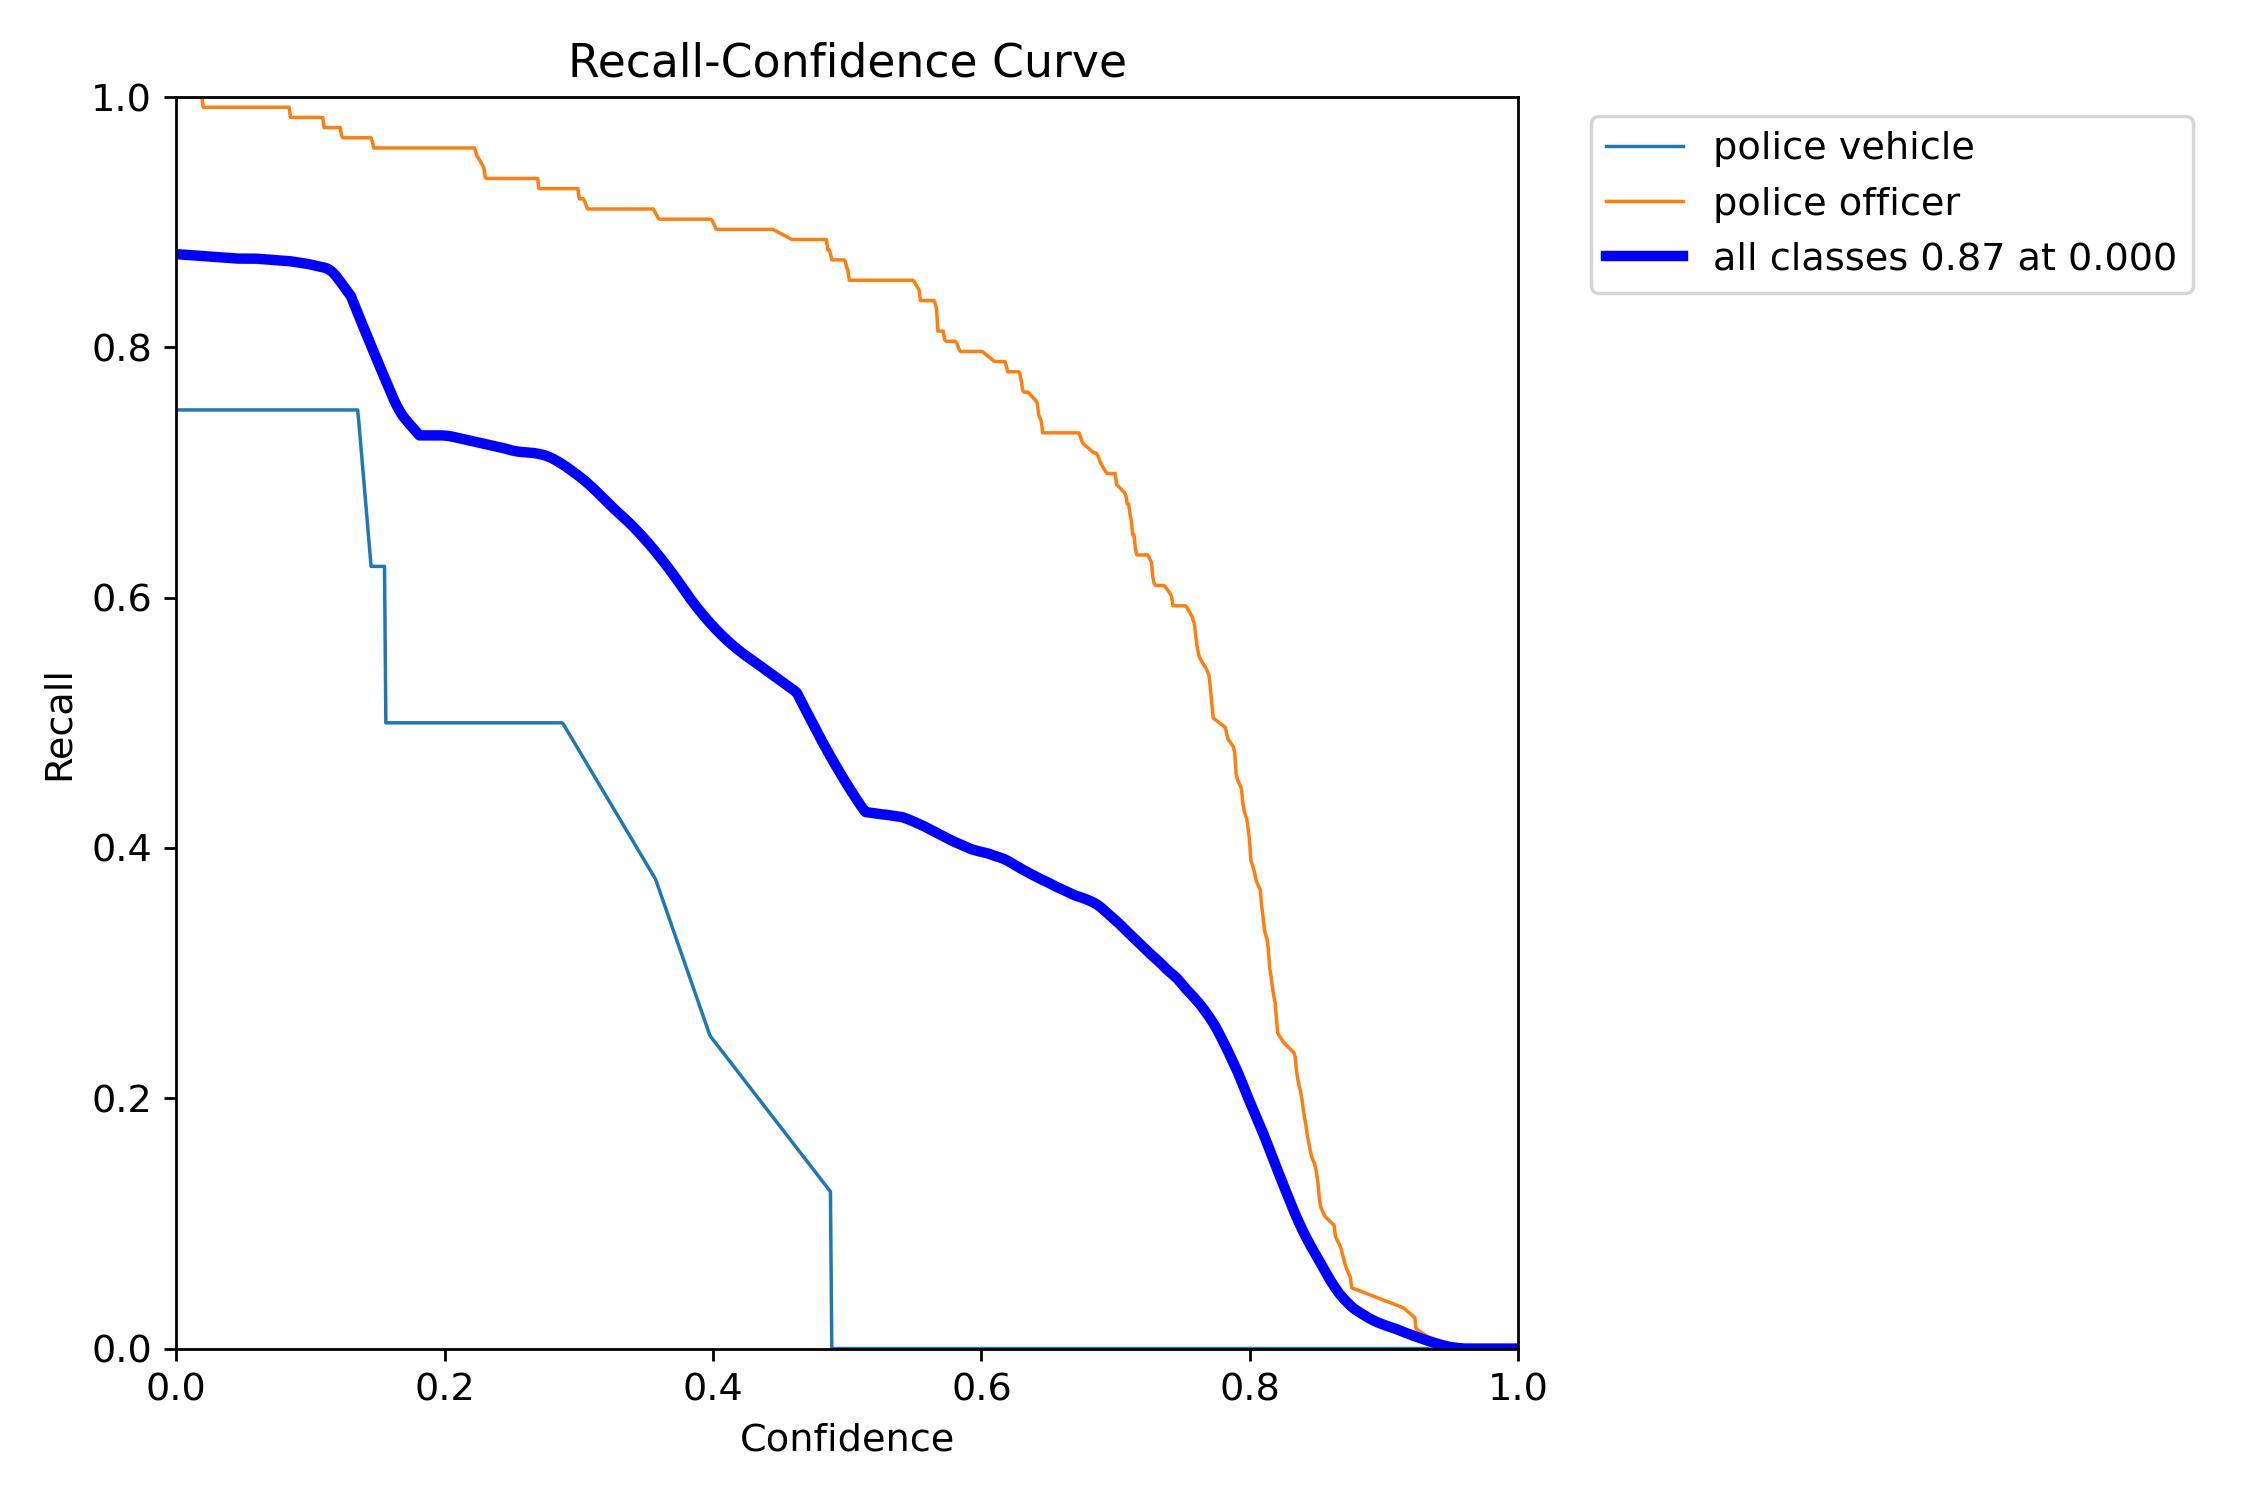 Recall-Confidence Curve
1.0
0.8
0.6
0.4
0.2
0.0
Recall
0.0 0.2 0.4 0.6 0.8 1.0
Confidence
police vehicle
police officer
all classes 0.87 at 0.000